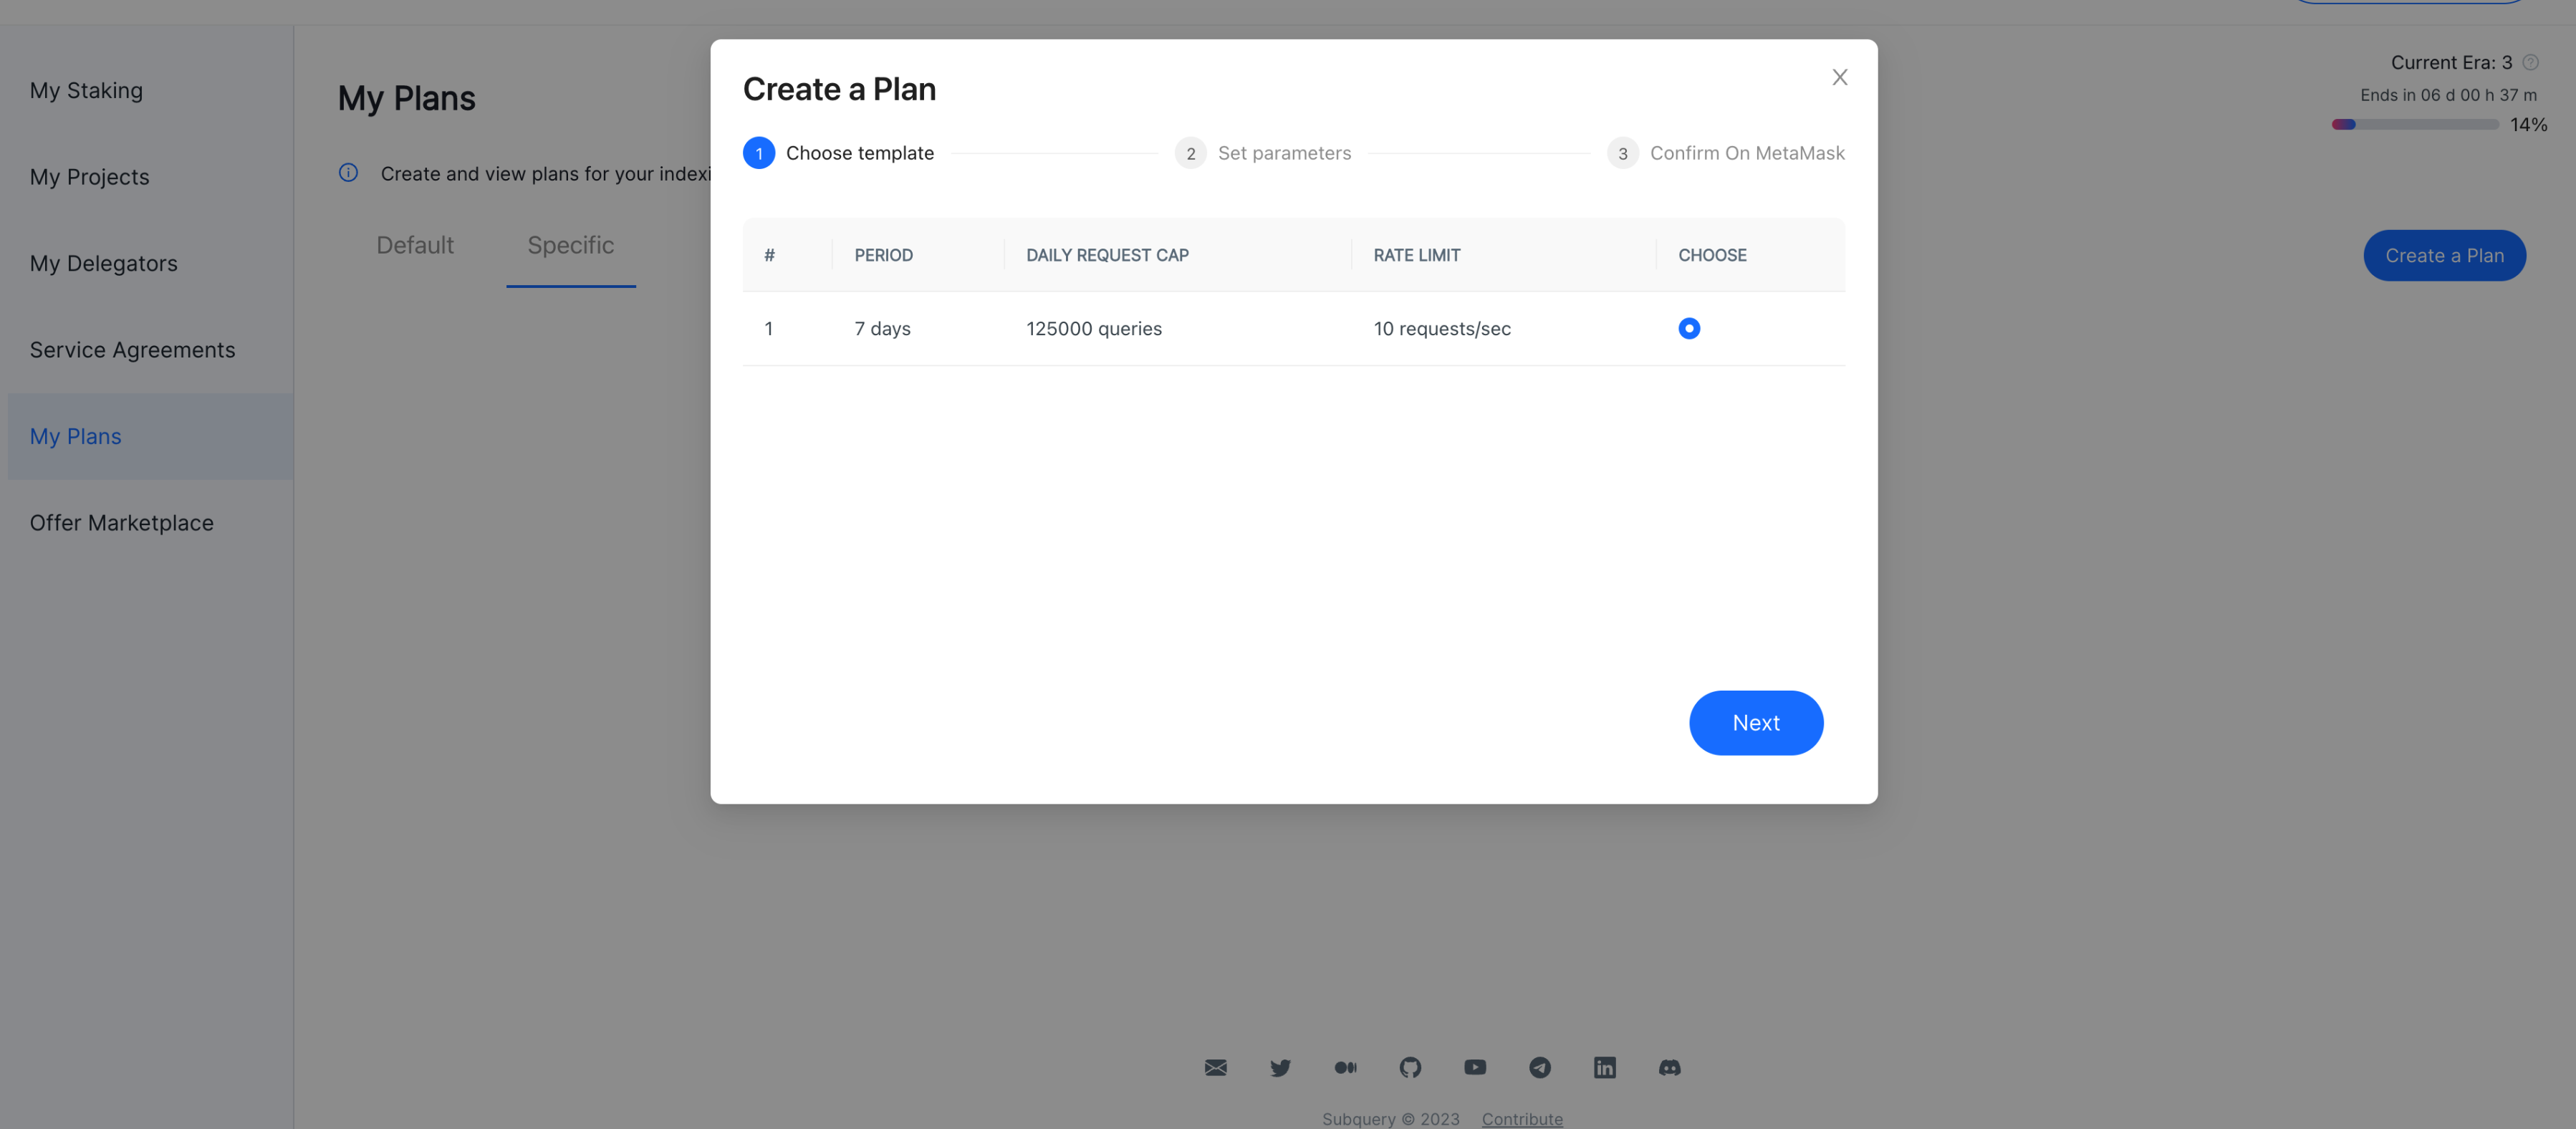 Current Era: 3
Ends in 06 d 00 h 37 m
14%
My Staking
My Projects
My Delegators
Service Agreements
My Plans
Offer Marketplace
My Plans
Create and view plans for your indexi
Default
Specific
Create a Plan
Create a Plan
1 Choose template
2 Set parameters
3 Confirm On MetaMask
# PERIOD DAILY REQUEST CAP RATE LIMIT CHOOSE
1 7 days 125000 queries 10 requests/sec
Next
Subquery © 2023 Contribute